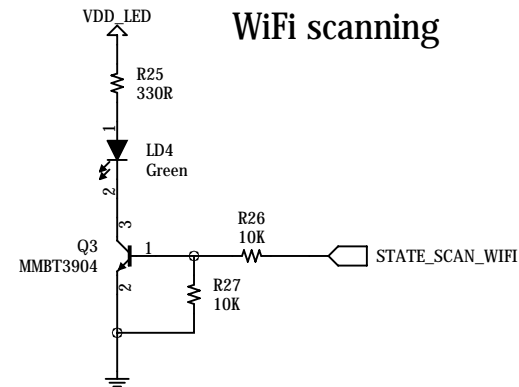 VDD_LED
WiFi scanning
R25
330R
1
LD4
Green
2
3
Q3
MMBT3904
1
2
R26
10K
STATE_SCAN_WIFI
R27
10K